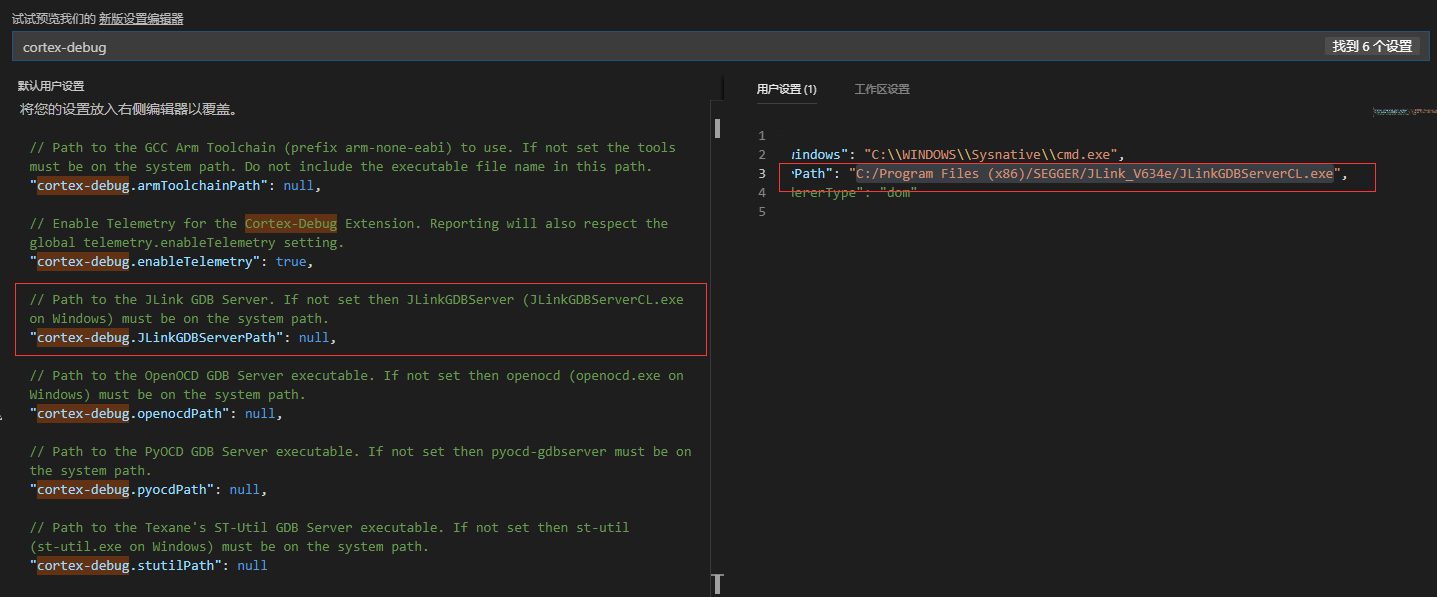 试试预览我们的 新版设置编辑器
cortex-debug
找到 6 个设置
默认用户设置
将您的设置放入右侧编辑器以覆盖。
// Path to the GCC Arm Toolchain (prefix arm-none-eabi) to use. If not set the tools
must be on the system path. Do not include the executable file name in this path.
"cortex-debug.armToolchainPath": null,
// Enable Telemetry for the Cortex-Debug Extension. Reporting will also respect the
global telemetry.enableTelemetry setting.
"cortex-debug.enableTelemetry": true,
// Path to the JLink GDB Server. If not set then JLinkGDBServer (JLinkGDBServerCL.exe
on Windows) must be on the system path.
"cortex-debug.JLinkGDBServerPath": null,
// Path to the OpenOCD GDB Server executable. If not set then openocd (openocd.exe on
Windows) must be on the system path.
"cortex-debug.openocdPath": null,
// Path to the PyOCD GDB Server executable. If not set then pyocd-gdbserver must be on
the system path.
"cortex-debug.pyocdPath": null,
// Path to the Texane's ST-Util GDB Server executable. If not set then st-util
(st-util.exe on Windows) must be on the system path.
"cortex-debug.stutilPath": null
用户设置 (1) 工作区设置
1
2 indows": "C:\\WINDOWS\\Sysnative\\cmd.exe",
3 rPath": "C:/Program Files (x86)/SEGGER/JLink_V634e/JLinkGDBServerCL.exe",
4 dererType": "dom"
5